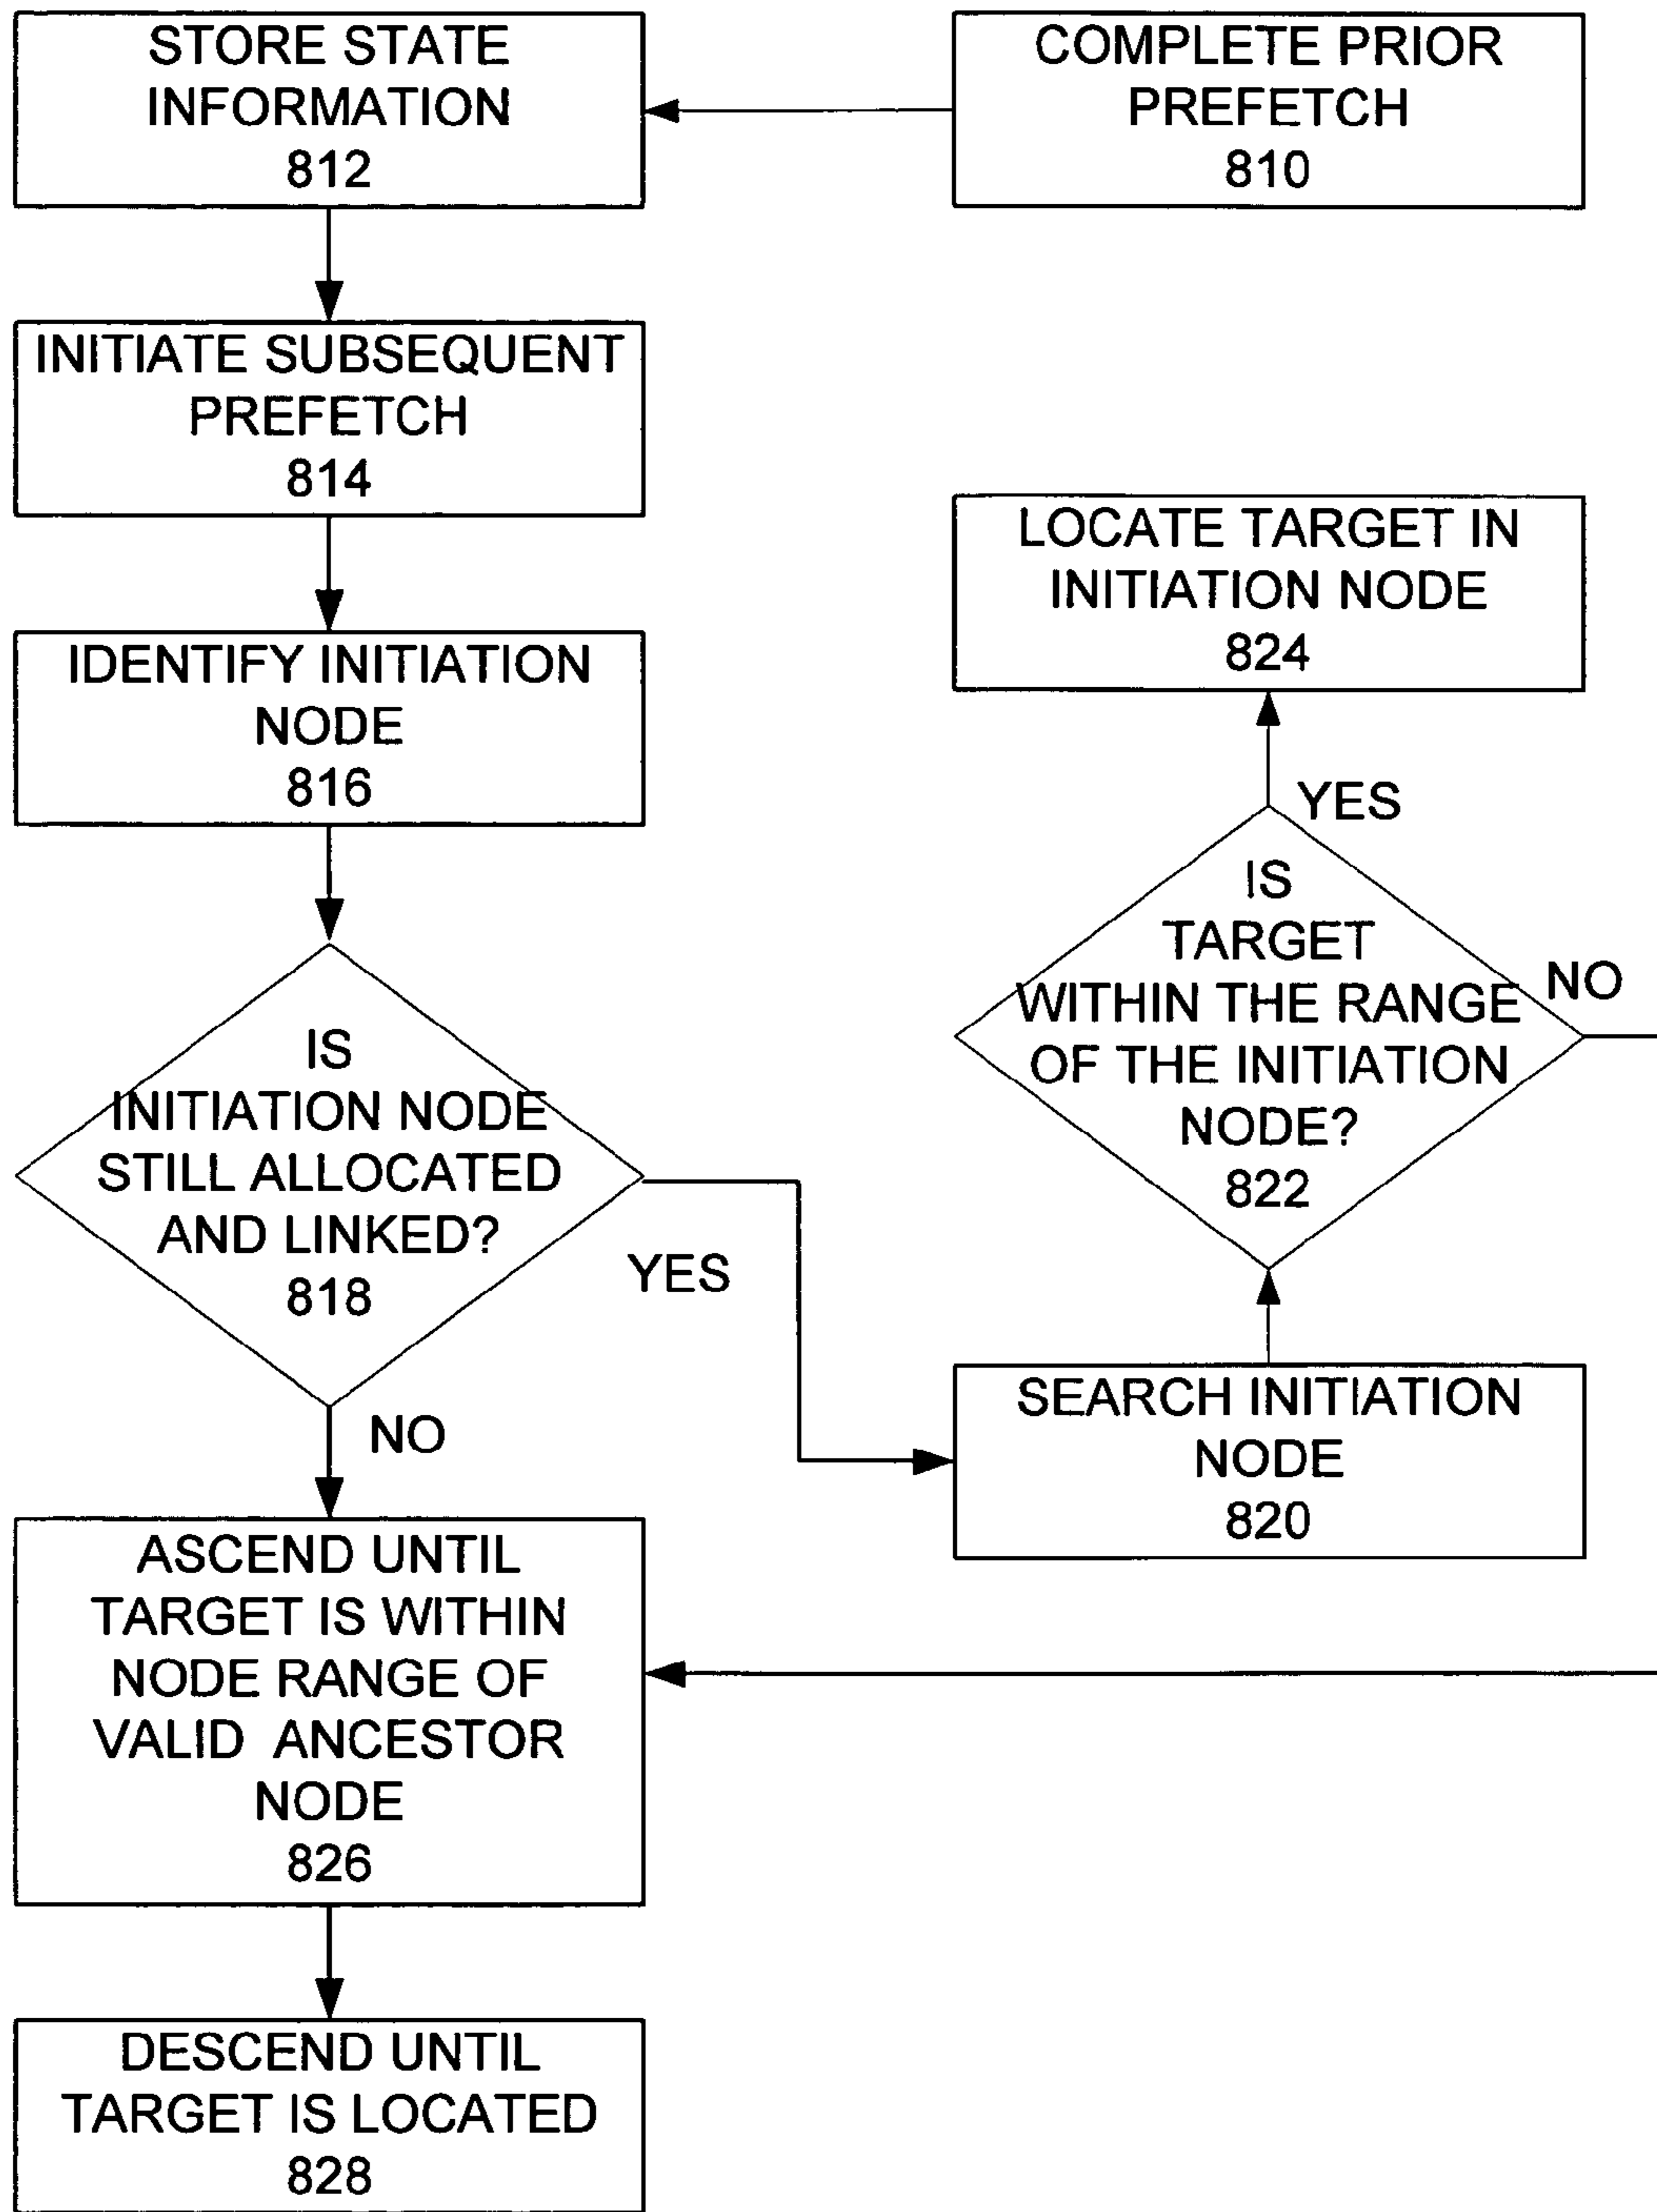 COMPLETE PRIOR
PREFETCH
810
STORE STATE
INFORMATION
812
INITIATE SUBSEQUENT
PREFETCH
814
IDENTIFY INITIATION
NODE
816
IS
INITIATION NODE
STILL ALLOCATED
AND LINKED?
818
YES
NO
SEARCH INITIATION
NODE
820
IS
TARGET
WITHIN THE RANGE
OF THE INITIATION
NODE?
822
YES
NO
LOCATE TARGET IN
INITIATION NODE
824
ASCEND UNTIL
TARGET IS WITHIN
NODE RANGE OF
VALID ANCESTOR
NODE
826
DESCEND UNTIL
TARGET IS LOCATED
828